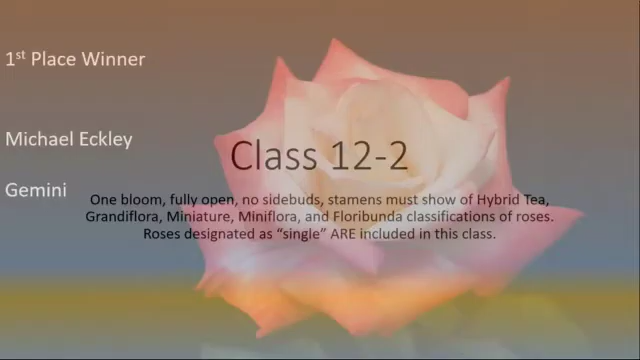 1st Place Winner
Michael Eckley
Gemini
Class 12-2
One bloom, fully open, no sidebuds, stamens must show of Hybrid Tea,
Grandiflora, Miniature, Miniflora, and Floribunda classifications of roses.
Roses designated as “single” ARE included in this class.